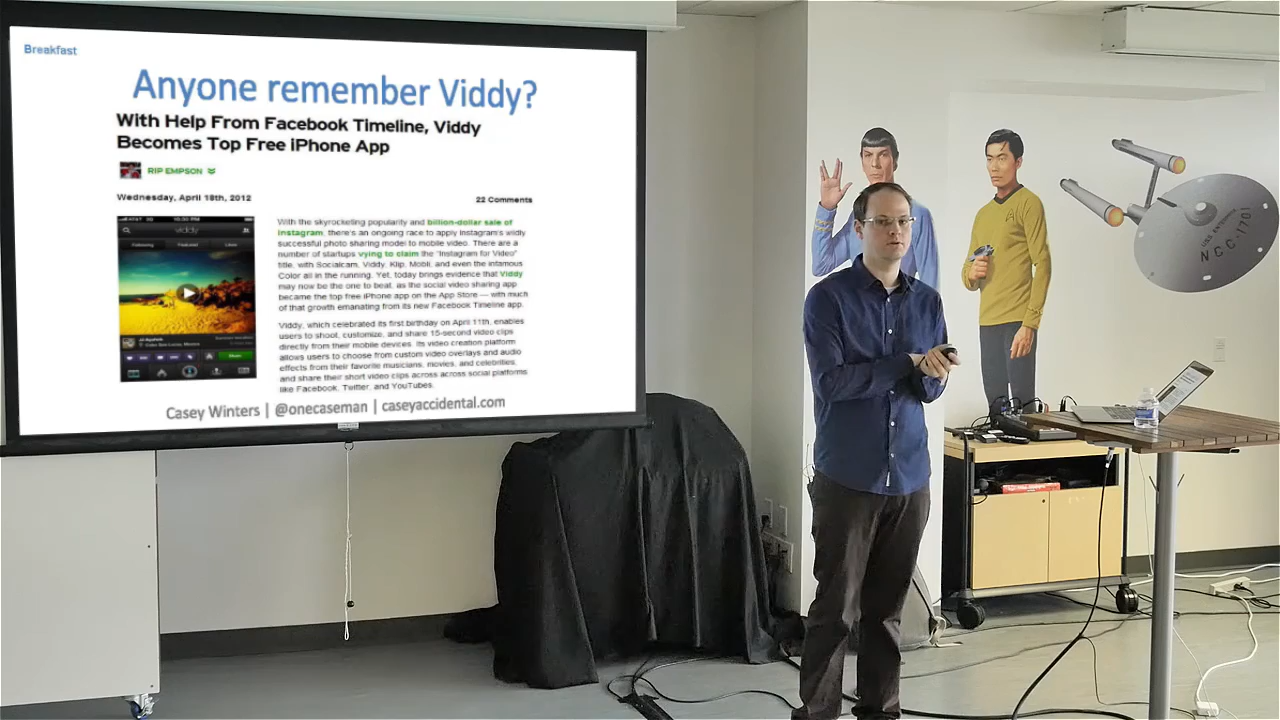 Breakfast
Anyone remember Viddy?
With Help From Facebook Timeline, Viddy
Becomes Top Free iPhone App
RIP EMPSON
Wednesday, April 18th, 2012
22 Comments
viddy
With the skyrocketing popularity and billion-dollar sale of
Instagram, there's an ongoing race to apply Instagram's wildly
successful photo sharing model to mobile video. There are a
number of startups vying to claim the "Instagram for Video"
title, with Socialcam, Viddy, Klip, Mobli, and even the infamous
Color all in the running. Yet, today brings evidence that Viddy
may now be the one to beat, as the social video sharing app
became the top free iPhone app on the App Store — with much
of that growth emanating from its new Facebook Timeline app.
Viddy, which celebrated its first birthday on April 11th, enables
users to shoot, customize, and share 15-second video clips
directly from their mobile devices. Its video creation platform
allows users to choose from custom video overlays and audio
effects from their favorite musicians, movies, and celebrities,
and share their short video clips across across social platforms
like Facebook, Twitter, and YouTubes.
Casey Winters | @onecaseman | caseyaccidental.com
USS ENTERPRISE
NCC-170